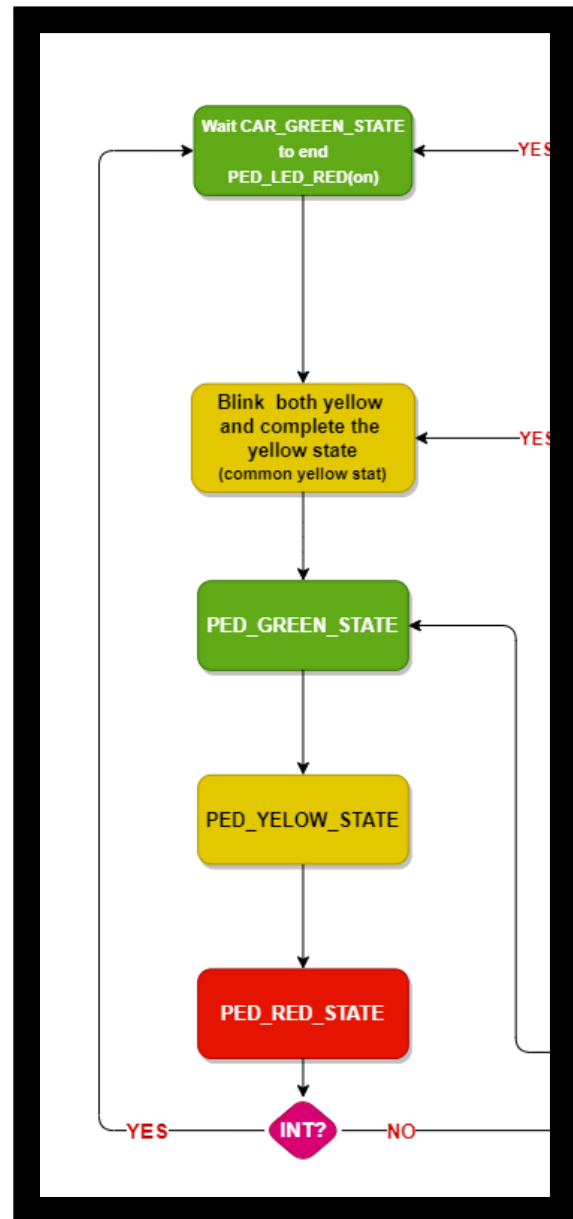 Wait CAR_GREEN_STATE
to end
PED_LED_RED(on)
YES
Blink both yellow
and complete the
yellow state
(common yellow stat)
YES
PED_GREEN_STATE
PED_YELOW_STATE
PED_RED_STATE
INT?
YES
NO